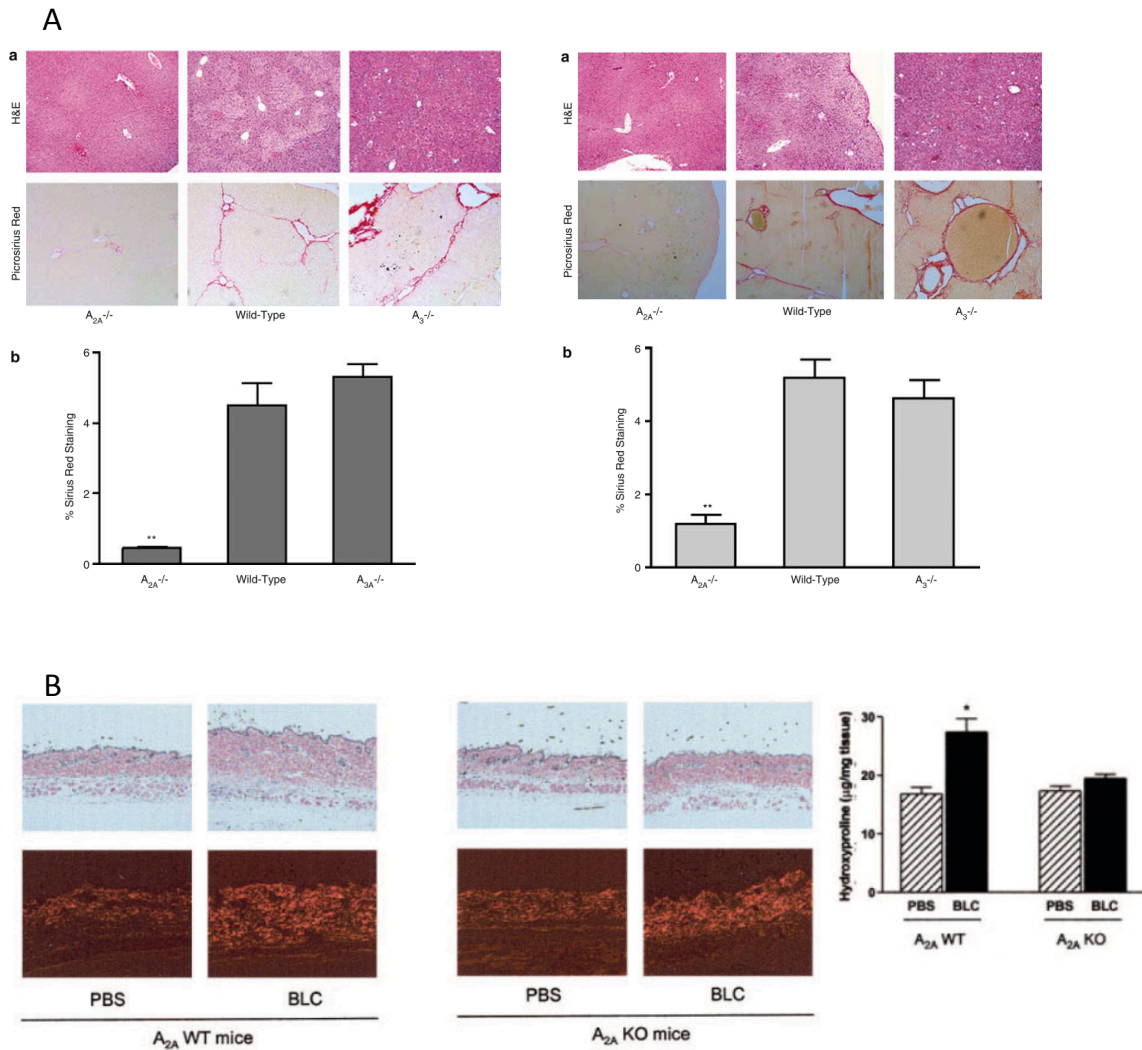 A
a
H&E
Picrosirius Red
A2A-/- Wild-Type A3-/-
b
% Sirius Red Staining
6
4
2
0
**
A2A-/- Wild-Type A3A-/-
a
H&E
Picrosirius Red
A2A-/- Wild-Type A3-/-
b
% Sirius Red Staining
6
4
2
0
**
A2A-/- Wild-Type A3-/-
B
PBS BLC
A2A WT mice
PBS BLC
A2A KO mice
Hydroxyproline (µg/mg tissue)
30
20
10
0
*
PBS BLC PBS BLC
A2A WT A2A KO